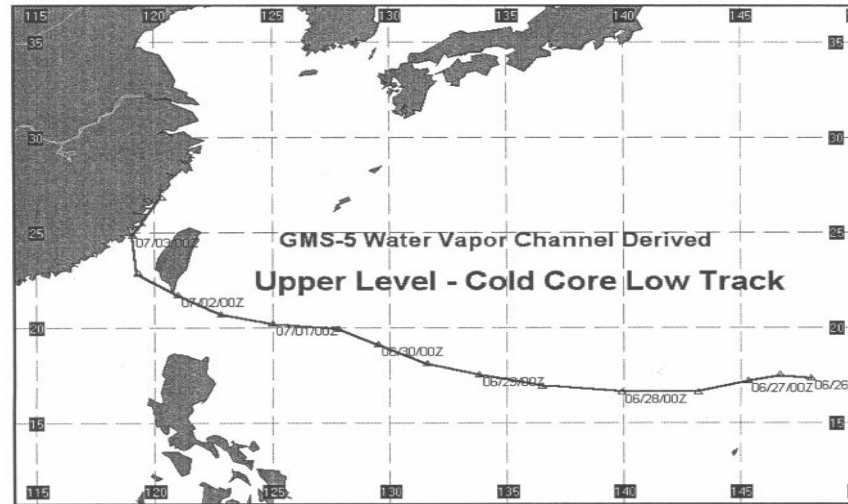 115 120 125 130 135 140 145
35 35
30 30
25 25
07/03/00Z
GMS-5 Water Vapor Channel Derived
Upper Level - Cold Core Low Track
07/02/00Z
20 20
07/01/00Z
06/30/00Z
06/29/00Z
06/28/00Z
06/27/00Z
06/26
15 15
115 120 125 130 135 140 145